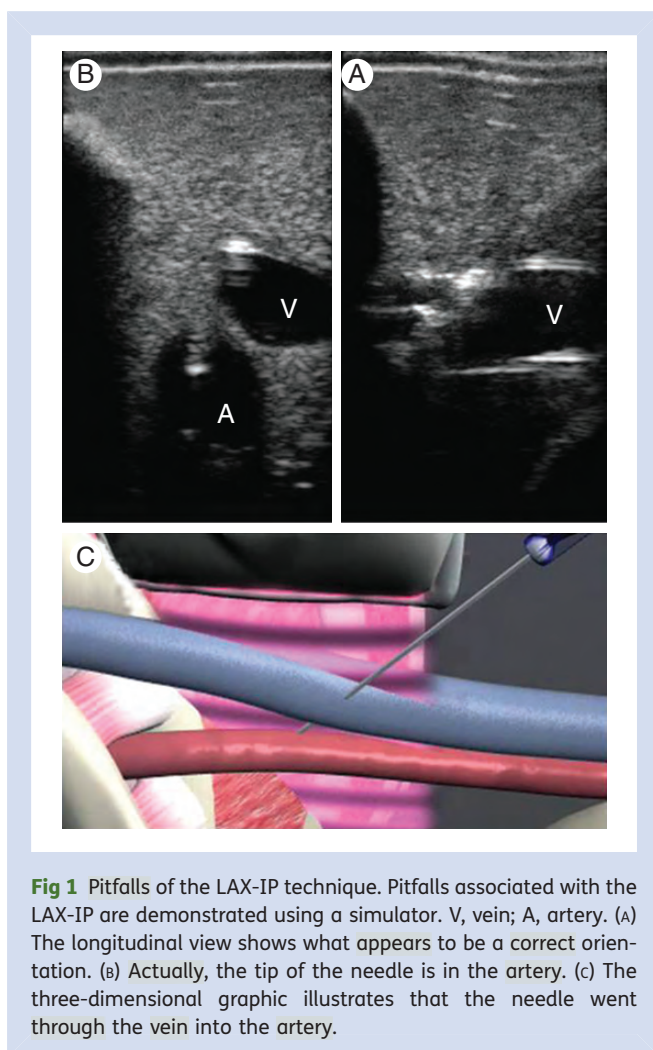 B
A
V
V
A
C
Fig 1 Pitfalls of the LAX-IP technique. Pitfalls associated with the
LAX-IP are demonstrated using a simulator. V, vein; A, artery. (A)
The longitudinal view shows what appears to be a correct orien-
tation. (B) Actually, the tip of the needle is in the artery. (C) The
three-dimensional graphic illustrates that the needle went
through the vein into the artery.